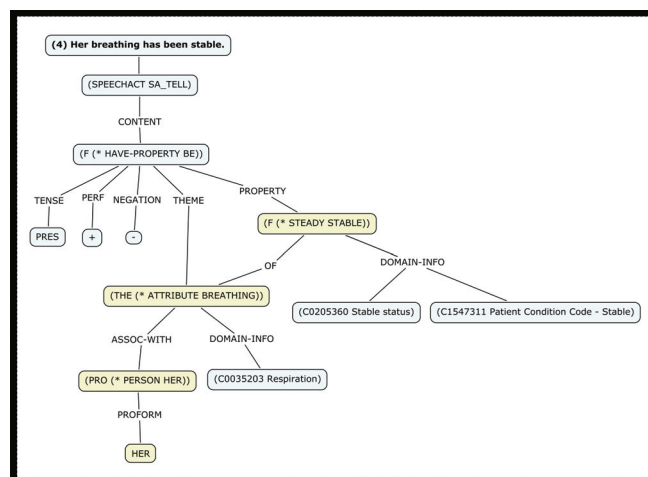 (4) Her breathing has been stable.
(SPEECHACT SA_TELL)
CONTENT
(F (* HAVE-PROPERTY BE))
TENSE PERF NEGATION THEME PROPERTY
PRES + - (F (* STEADY STABLE))
OF DOMAIN-INFO
(THE (* ATTRIBUTE BREATHING)) (C0205360 Stable status) (C1547311 Patient Condition Code - Stable)
ASSOC-WITH DOMAIN-INFO
(PRO (* PERSON HER)) (C0035203 Respiration)
PROFORM
HER